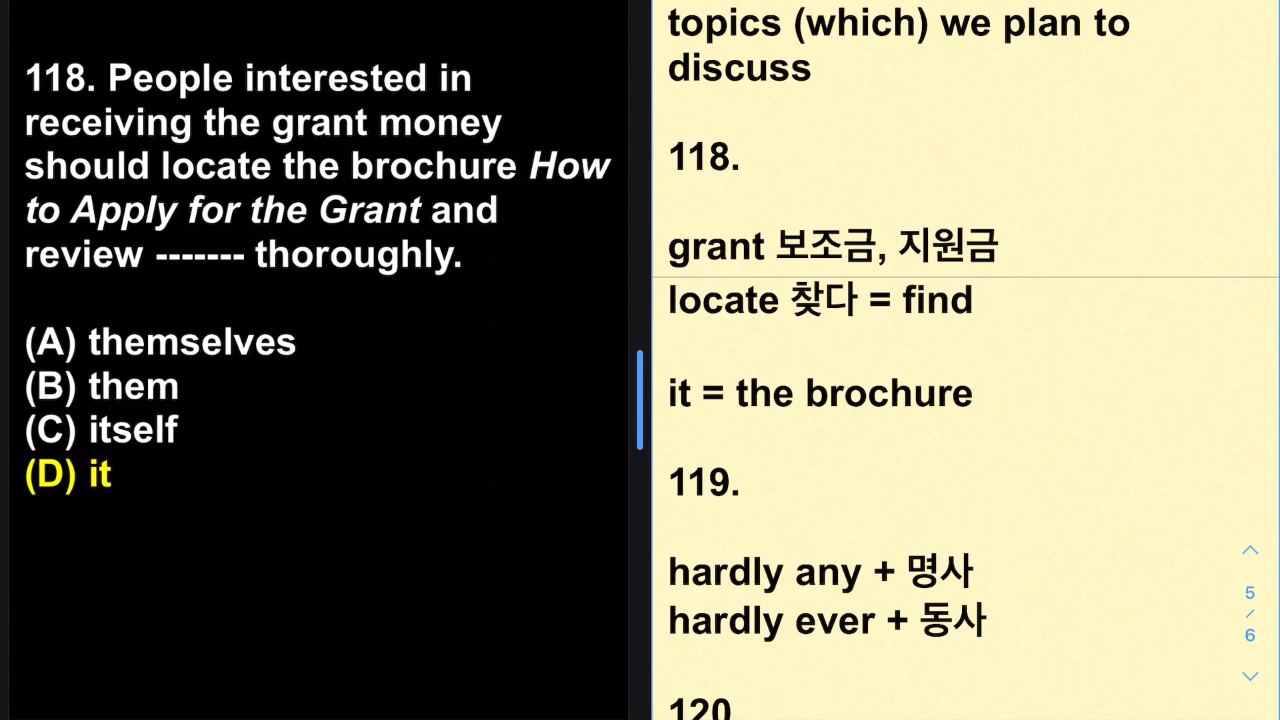 118. People interested in
receiving the grant money
should locate the brochure How
to Apply for the Grant and
review ------- thoroughly.
(A) themselves
(B) them
(C) itself
(D) it
topics (which) we plan to
discuss
118.
grant 보조금, 지원금
locate 찾다 = find
it = the brochure
119.
hardly any + 명사
hardly ever + 동사
120
5
/
6